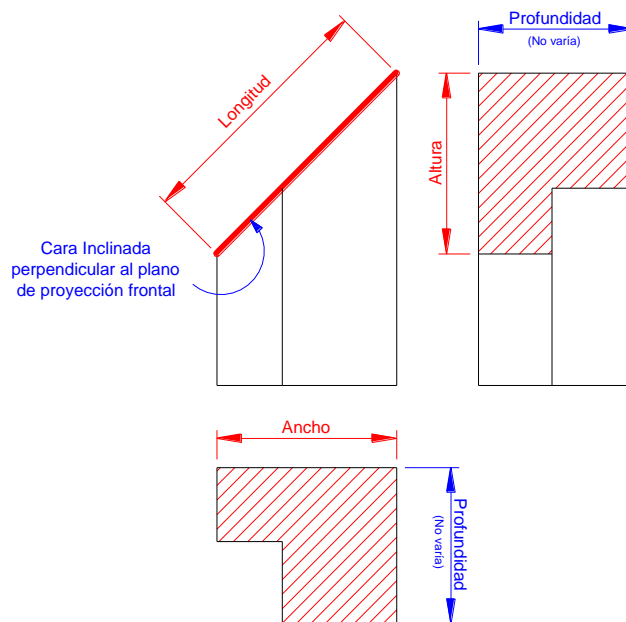 Profundidad
(No varía)
Longitud
Altura
Cara Inclinada
perpendicular al plano
de proyección frontal
Ancho
Profundidad
(No varía)